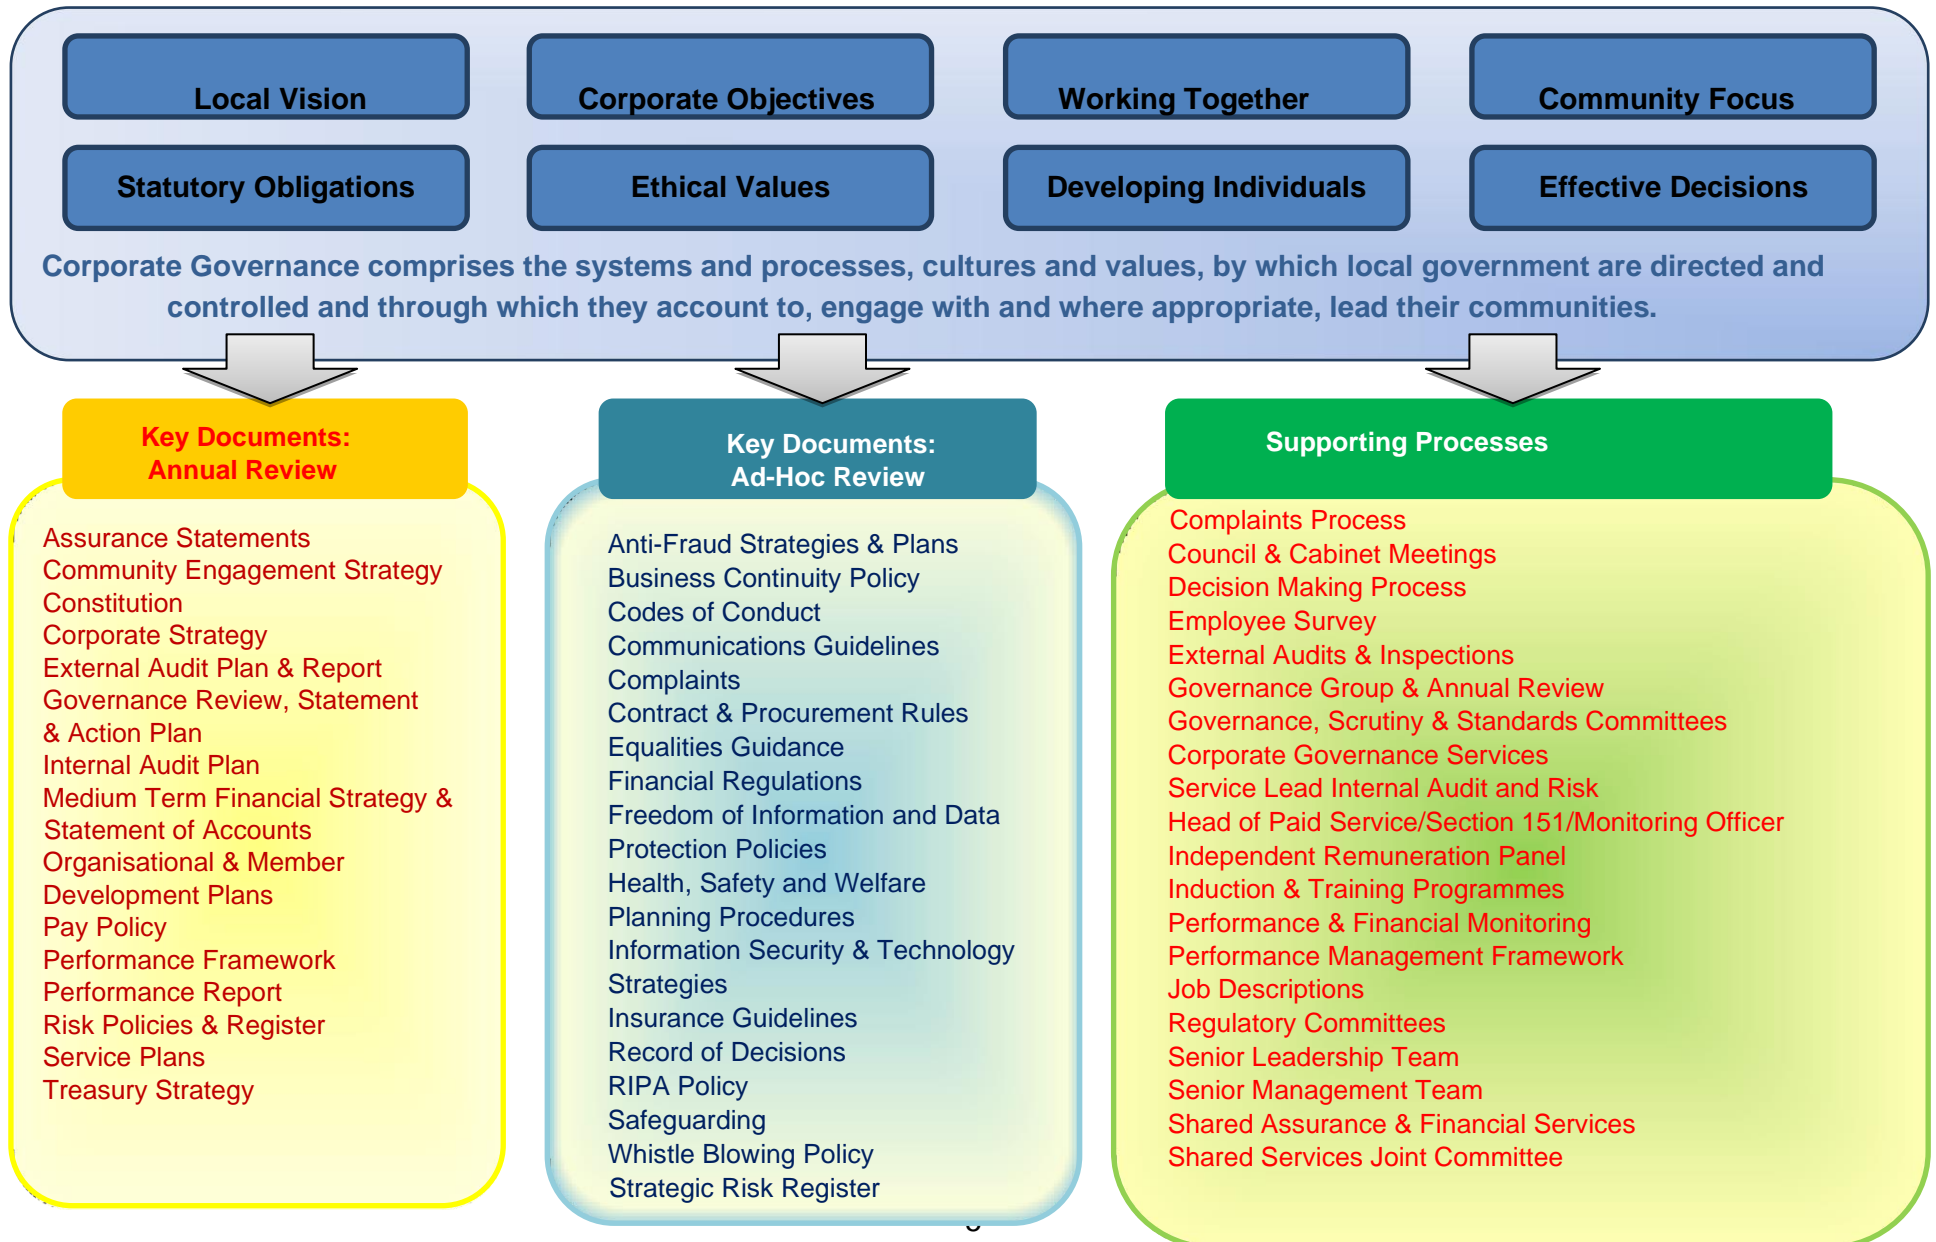 Local Vision
Corporate Objectives
Working Together
Community Focus
Statutory Obligations
Ethical Values
Developing Individuals
Effective Decisions
Corporate Governance comprises the systems and processes, cultures and values, by which local government are directed and
controlled and through which they account to, engage with and where appropriate, lead their communities.
Key Documents:
Annual Review
Assurance Statements
Community Engagement Strategy
Constitution
Corporate Strategy
External Audit Plan & Report
Governance Review, Statement
& Action Plan
Internal Audit Plan
Medium Term Financial Strategy &
Statement of Accounts
Organisational & Member
Development Plans
Pay Policy
Performance Framework
Performance Report
Risk Policies & Register
Service Plans
Treasury Strategy
Key Documents:
Ad-Hoc Review
Anti-Fraud Strategies & Plans
Business Continuity Policy
Codes of Conduct
Communications Guidelines
Complaints
Contract & Procurement Rules
Equalities Guidance
Financial Regulations
Freedom of Information and Data
Protection Policies
Health, Safety and Welfare
Planning Procedures
Information Security & Technology
Strategies
Insurance Guidelines
Record of Decisions
RIPA Policy
Safeguarding
Whistle Blowing Policy
Strategic Risk Register
Supporting Processes
Complaints Process
Council & Cabinet Meetings
Decision Making Process
Employee Survey
External Audits & Inspections
Governance Group & Annual Review
Governance, Scrutiny & Standards Committees
Corporate Governance Services
Service Lead Internal Audit and Risk
Head of Paid Service/Section 151/Monitoring Officer
Independent Remuneration Panel
Induction & Training Programmes
Performance & Financial Monitoring
Performance Management Framework
Job Descriptions
Regulatory Committees
Senior Leadership Team
Senior Management Team
Shared Assurance & Financial Services
Shared Services Joint Committee